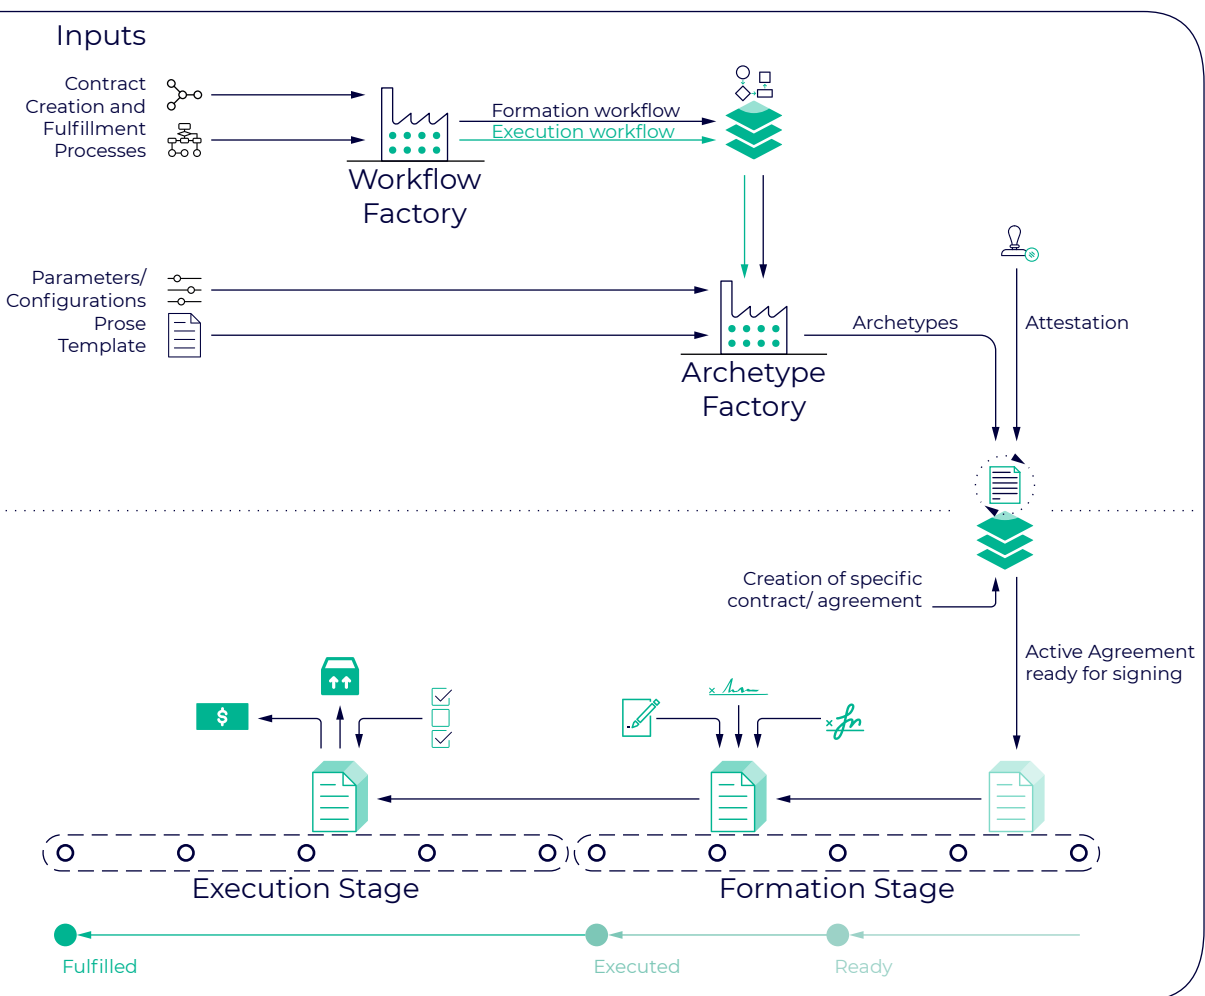 Inputs
Contract
Creation and
Fulfillment
Processes
Formation workflow
Execution workflow
Workflow
Factory
Parameters/
Configurations
Prose
Template
Archetypes
Attestation
Archetype
Factory
Creation of specific
contract/ agreement
Active Agreement
ready for signing
$
Execution Stage
Formation Stage
Fulfilled
Executed
Ready